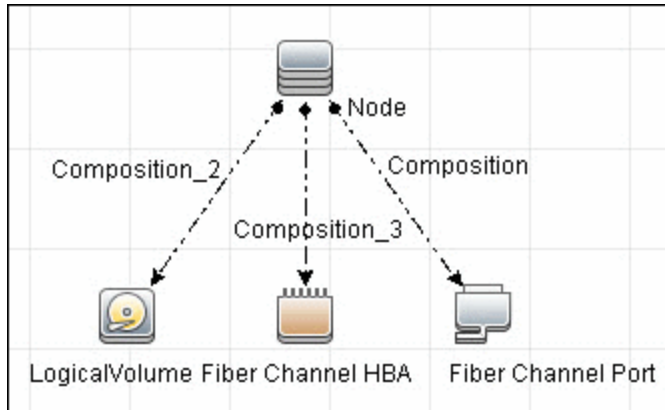 Node
Composition_2
Composition
Composition_3
LogicalVolume
Fiber Channel HBA
Fiber Channel Port